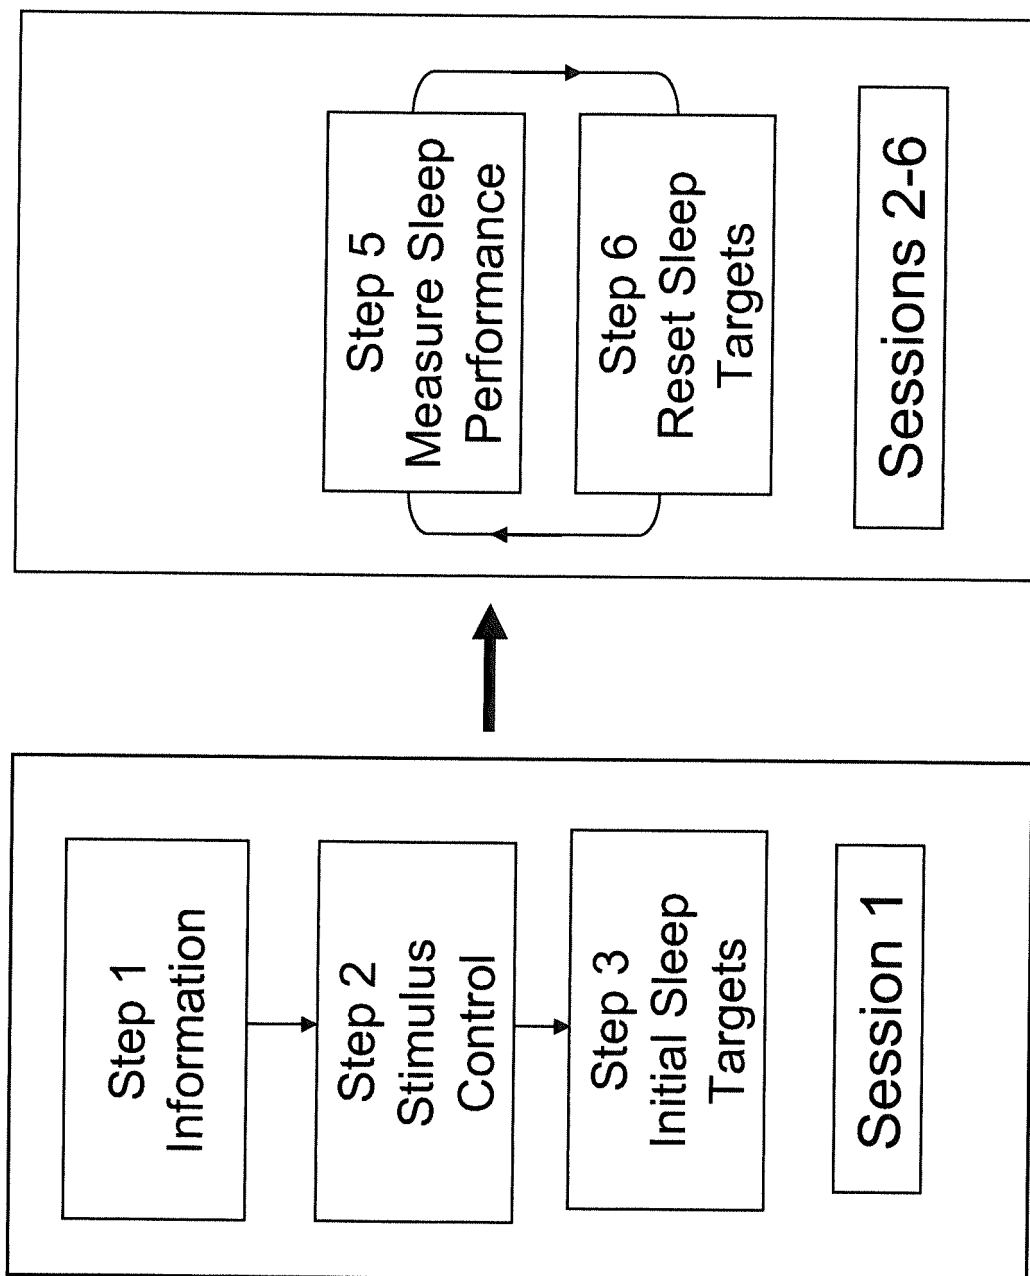 Step 1
Information
Step 2
Stimulus
Control
Step 3
Initial Sleep
Targets
Session 1
Step 5
Measure Sleep
Performance
Step 6
Reset Sleep
Targets
Sessions 2-6